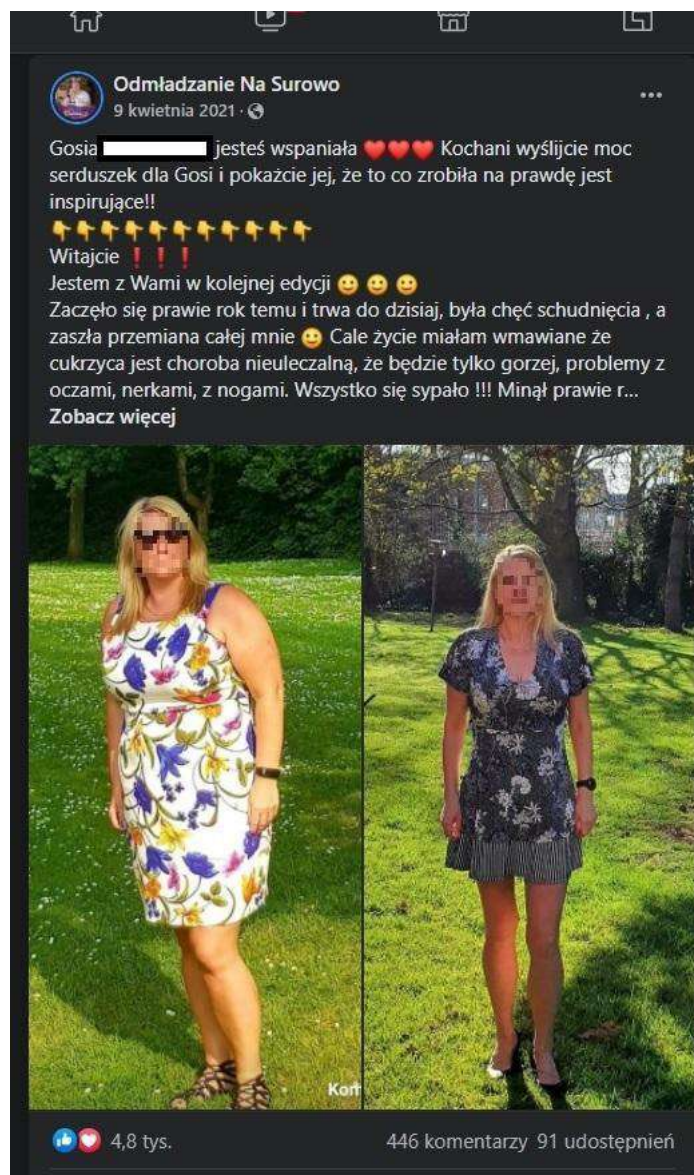 Odmładzanie Na Surowo
9 kwietnia 2021 ·
Gosia jesteś wspaniała ❤❤❤ Kochani wyślijcie moc
serduszek dla Gosi i pokażcie jej, że to co zrobiła na prawdę jest
inspirujące!!
👇👇👇👇👇👇👇👇👇👇👇
Witajcie ❗❗❗
Jestem z Wami w kolejnej edycji 🙂 🙂 🙂
Zaczęło się prawie rok temu i trwa do dzisiaj, była chęć schudnięcia , a
zaszła przemiana całej mnie 🙂 Cale życie miałam wmawiane że
cukrzyca jest choroba nieuleczalną, że będzie tylko gorzej, problemy z
oczami, nerkami, z nogami. Wszystko się sypało !!! Minął prawie r...
Zobacz więcej
Kom
4,8 tys.
446 komentarzy 91 udostępnień